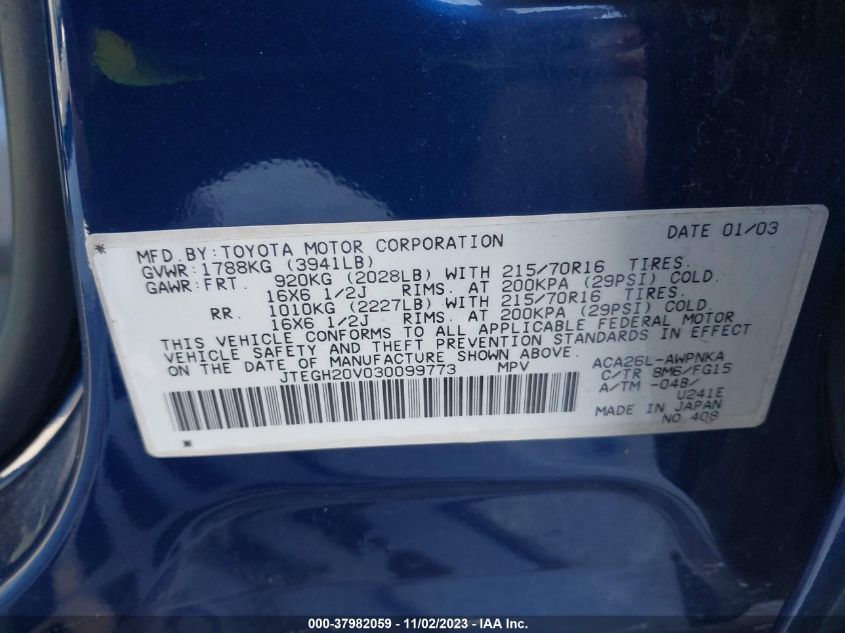 DATE 01/03
* MFD.BY:TOYOTA MOTOR CORPORATION
GVWR:1788KG (3941LB)
GAWR:FRT. 920KG (2028LB) WITH 215/70R16 TIRES.
16X6 1/2J RIMS. AT 200KPA (29PSI) COLD.
RR. 1010KG (2227LB) WITH 215/70R16 TIRES.
16X6 1/2J RIMS. AT 200KPA (29PSI) COLD.
THIS VEHICLE CONFORMS TO ALL APPLICABLE FEDERAL MOTOR
VEHICLE SAFETY AND THEFT PREVENTION STANDARDS IN EFFECT
ON THE DATE OF MANUFACTURE SHOWN ABOVE.
JTEGH20V030099773 MPV
ACA26L-AWPNKA
C/TR 8M6/FG15
A/TM -04B/
U241E
MADE IN JAPAN
NO 408
*
000-37982059 - 11/02/2023 - IAA Inc.